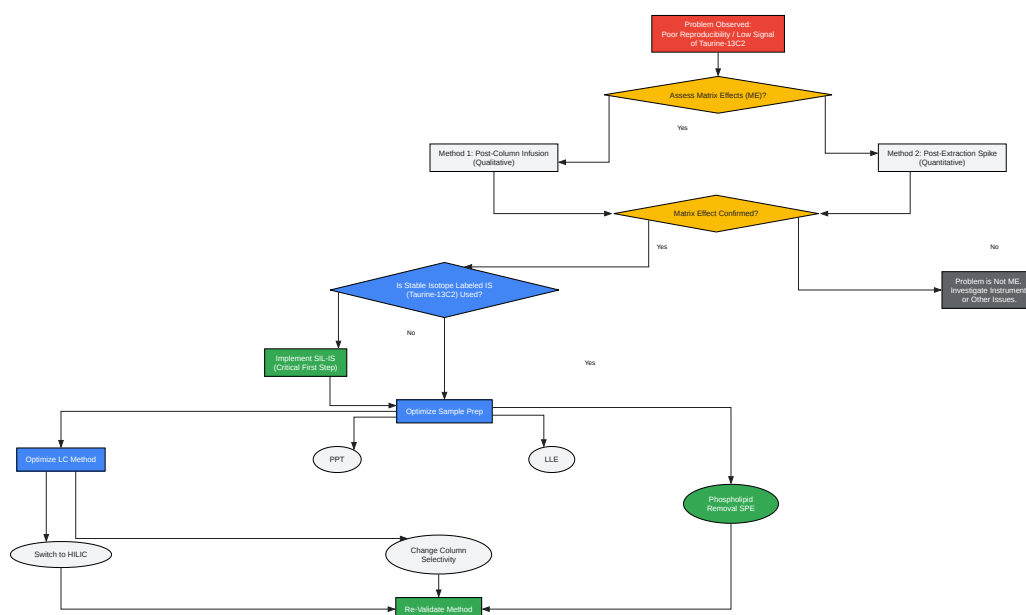 Problem Observed:
Poor Reproducibility / Low Signal
of Taurine-13C2
Assess Matrix Effects (ME)?
Yes
Method 1: Post-Column Infusion
(Qualitative)
Method 2: Post-Extraction Spike
(Quantitative)
Matrix Effect Confirmed?
Yes
No
Is Stable Isotope Labeled IS
(Taurine-13C2) Used?
Problem is Not ME.
Investigate Instrument
or Other Issues.
No
Yes
Implement SIL-IS
(Critical First Step)
Optimize Sample Prep
Optimize LC Method
PPT
LLE
Phospholipid
Removal SPE
Switch to HILIC
Change Column
Selectivity
Re-Validate Method